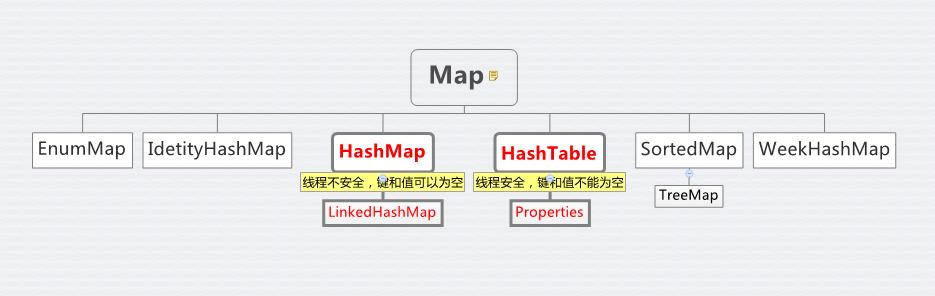 Map
EnumMap
IdetityHashMap
HashMap
HashTable
SortedMap
WeekHashMap
线程不安全，键和值可以为空
线程安全，键和值不能为空
TreeMap
LinkedHashMap
Properties